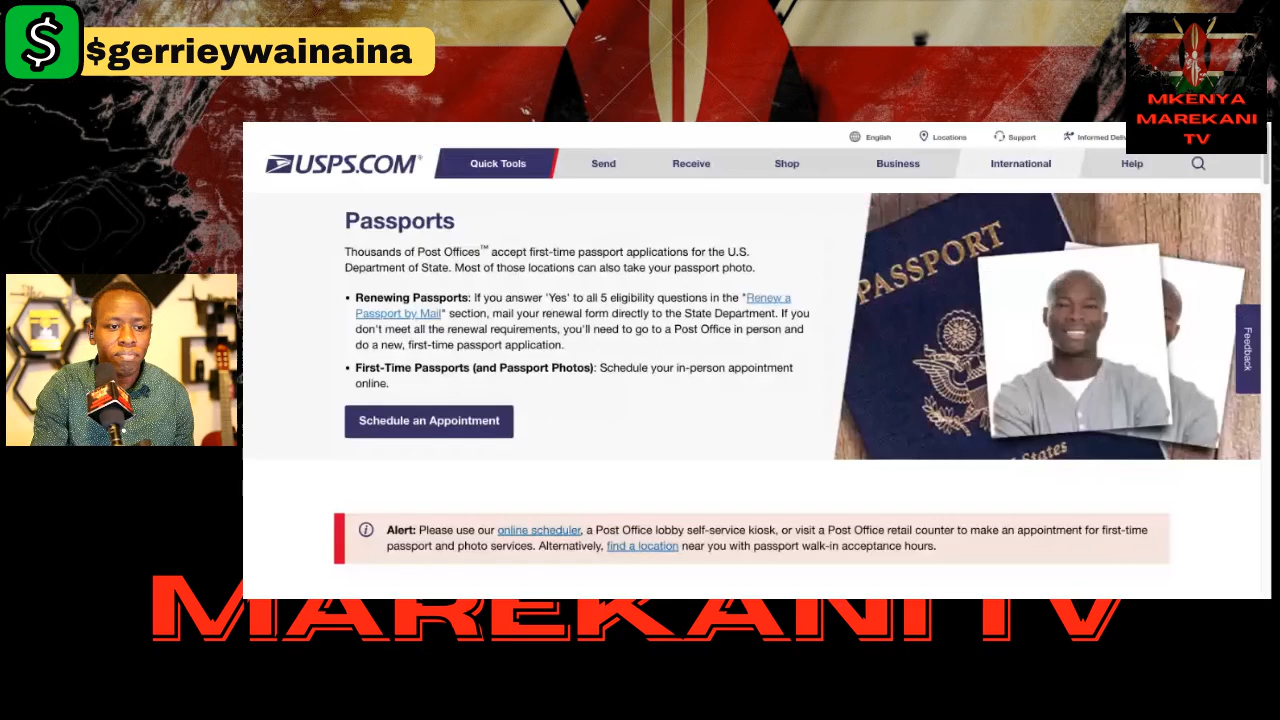 $gerrieywainaina
MKENYA
MAREKANI
TV
English
Locations
Support
Informed
USPS.COM®
Quick Tools
Send
Receive
Shop
Business
International
Help
Passports
Thousands of Post Offices™ accept first-time passport applications for the U.S.
Department of State. Most of those locations can also take your passport photo.
• Renewing Passports: If you answer 'Yes' to all 5 eligibility questions in the "Renew a
Passport by Mail" section, mail your renewal form directly to the State Department. If you
don't meet all the renewal requirements, you'll need to go to a Post Office in person and
do a new, first-time passport application.
• First-Time Passports (and Passport Photos): Schedule your in-person appointment
online.
Schedule an Appointment
PASSPORT
PASSPORT
States
Feedback
Alert: Please use our online scheduler, a Post Office lobby self-service kiosk, or visit a Post Office retail counter to make an appointment for first-time
passport and photo services. Alternatively, find a location near you with passport walk-in acceptance hours.
MAREKANI TV